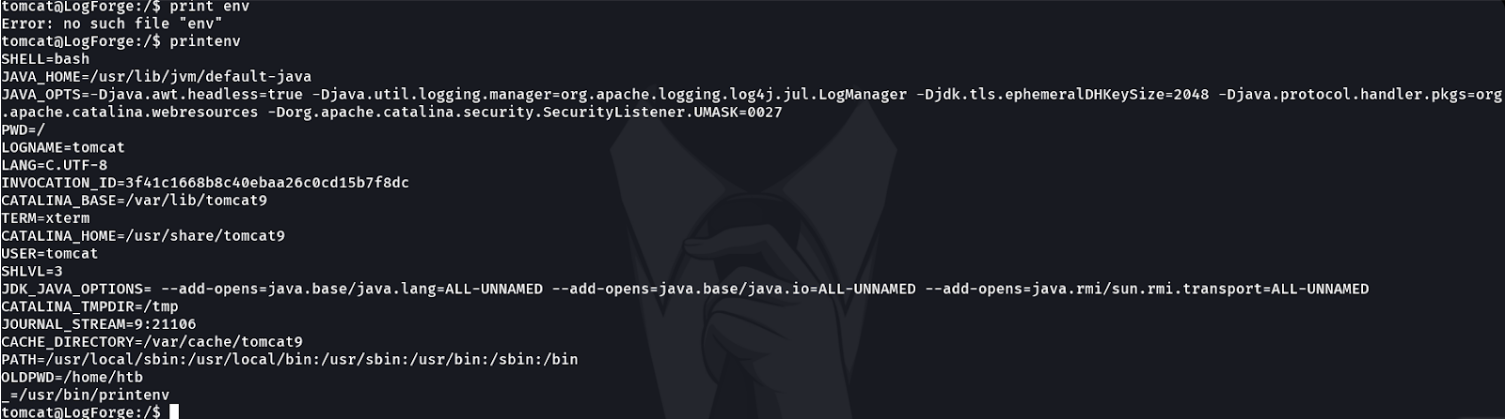 tomcat@LogForge:/$ print env
Error: no such file "env"
tomcat@LogForge:/$ printenv
SHELL=bash
JAVA_HOME=/usr/lib/jvm/default-java
JAVA_OPTS=-Djava.awt.headless=true -Djava.util.logging.manager=org.apache.logging.log4j.jul.LogManager -Djdk.tls.ephemeralDHKeySize=2048 -Djava.protocol.handler.pkgs=org
.apache.catalina.webresources -Dorg.apache.catalina.security.SecurityListener.UMASK=0027
PWD=/
LOGNAME=tomcat
LANG=C.UTF-8
INVOCATION_ID=3f41c1668b8c40ebaa26c0cd15b7f8dc
CATALINA_BASE=/var/lib/tomcat9
TERM=xterm
CATALINA_HOME=/usr/share/tomcat9
USER=tomcat
SHLVL=3
JDK_JAVA_OPTIONS= --add-opens=java.base/java.lang=ALL-UNNAMED --add-opens=java.base/java.io=ALL-UNNAMED --add-opens=java.rmi/sun.rmi.transport=ALL-UNNAMED
CATALINA_TMPDIR=/tmp
JOURNAL_STREAM=9:21106
CACHE_DIRECTORY=/var/cache/tomcat9
PATH=/usr/local/sbin:/usr/local/bin:/usr/sbin:/usr/bin:/sbin:/bin
OLDPWD=/home/htb
_=/usr/bin/printenv
tomcat@LogForge:/$